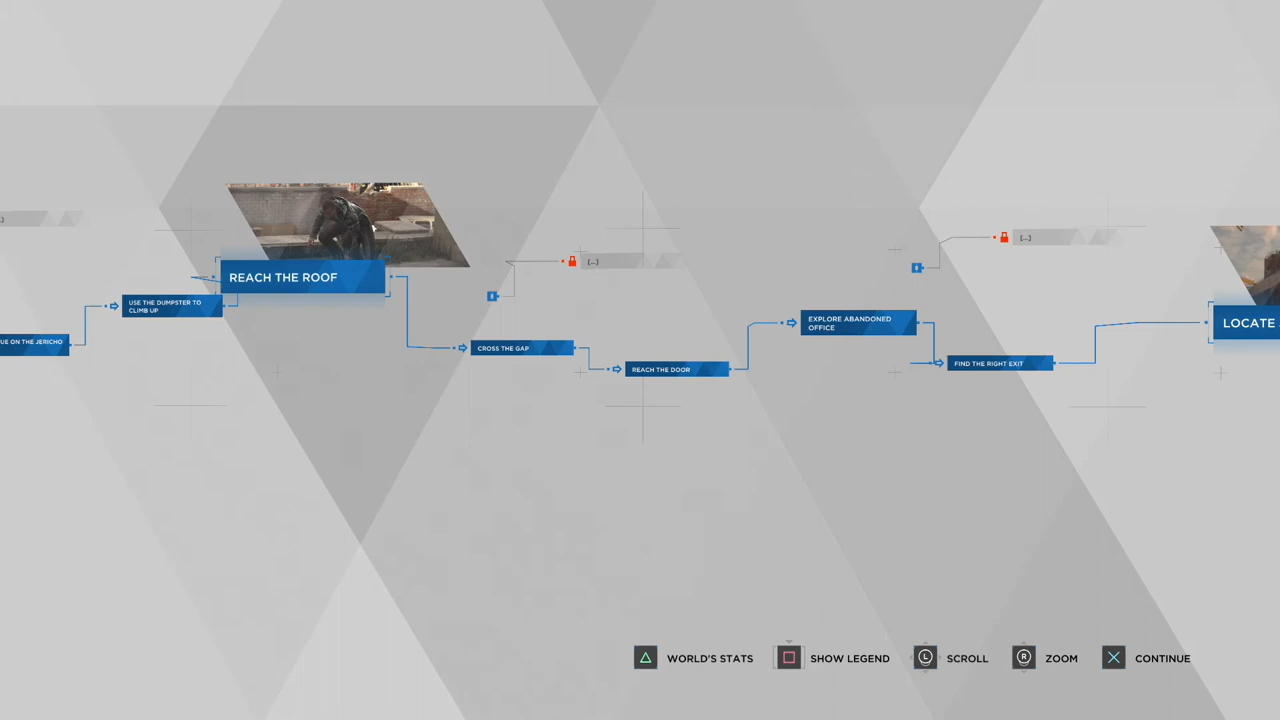 REACH THE ROOF
USE THE DUMPSTER TO
CLIMB UP
UE ON THE JERICHO
[...]
CROSS THE GAP
REACH THE DOOR
EXPLORE ABANDONED
OFFICE
[...]
FIND THE RIGHT EXIT
LOCATE
WORLD'S STATS
SHOW LEGEND
L
SCROLL
R
ZOOM
CONTINUE